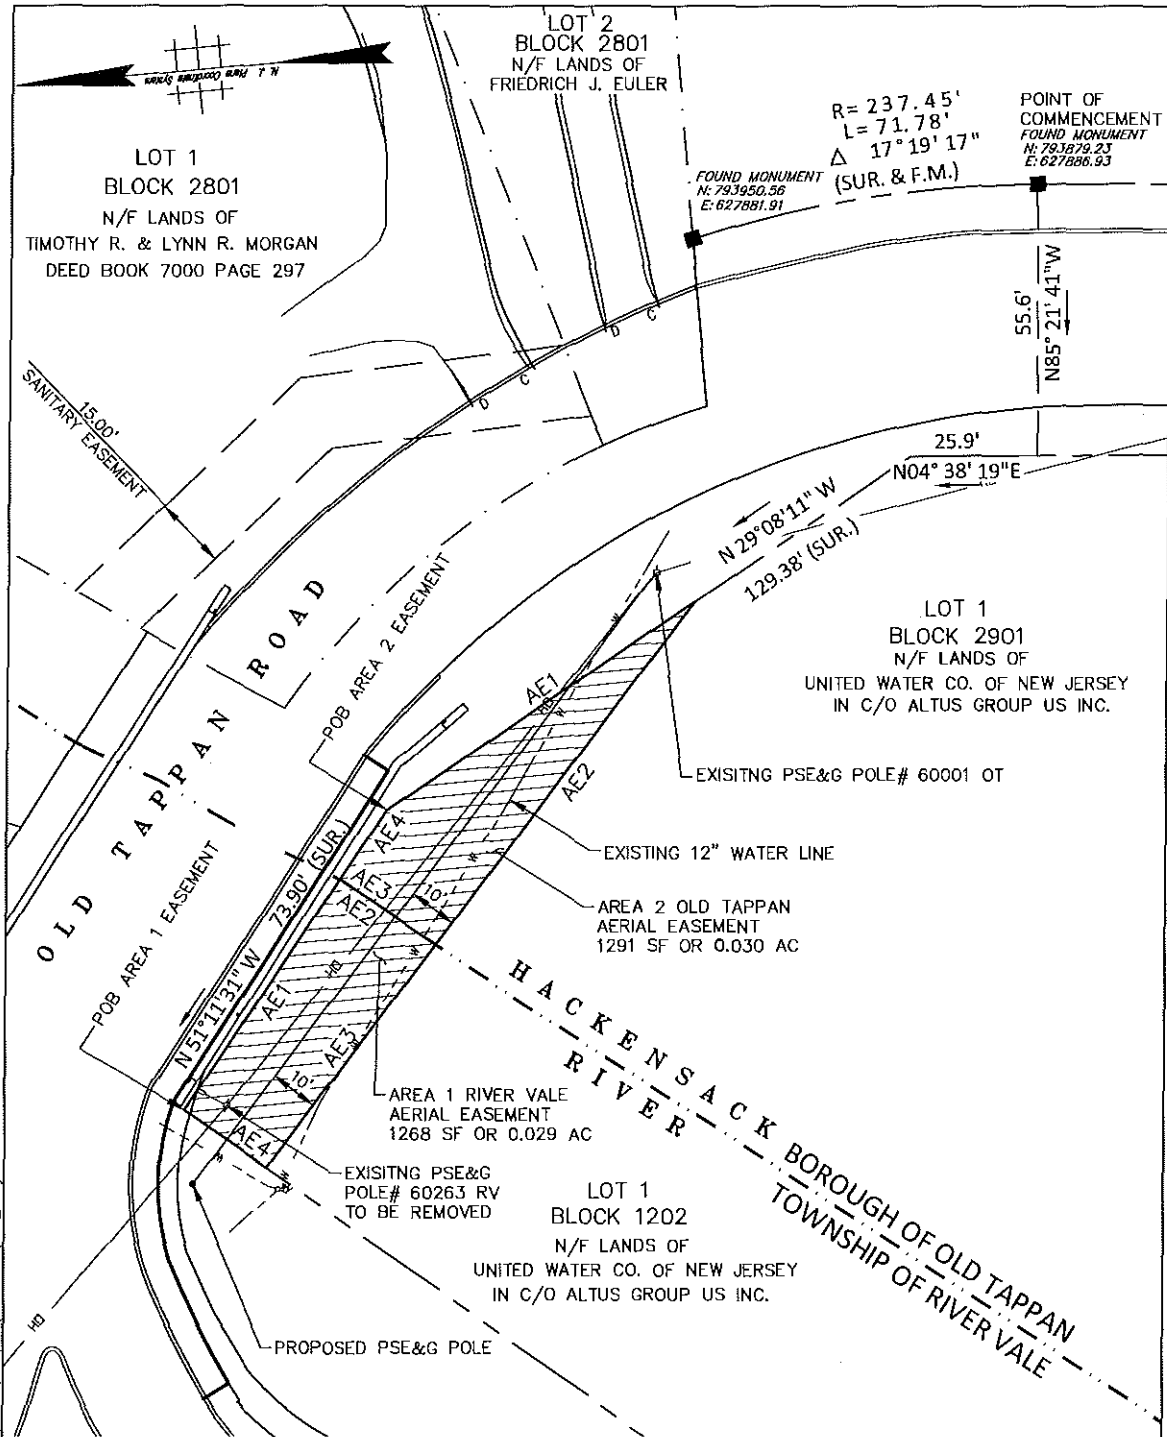 LOT 2
BLOCK 2801
N/F LANDS OF
FRIEDRICH J. EULER
N. J. Plane Coordinate System
LOT 1
BLOCK 2801
N/F LANDS OF
TIMOTHY R. & LYNN R. MORGAN
DEED BOOK 7000 PAGE 297
R= 237.45'
L= 71.78'
Δ 17° 19' 17"
(SUR. & F.M.)
POINT OF
COMMENCEMENT
FOUND MONUMENT
N: 793879.23
E: 627886.93
FOUND MONUMENT
N: 793950.56
E: 627881.91
55.6'
N85° 21' 41"W
D
C
D
C
15.00'
SANITARY EASEMENT
25.9'
N04° 38' 19"E
N 29°08'11" W
129.38' (SUR.)
OLD TAPPAN ROAD
POB AREA 2 EASEMENT
LOT 1
BLOCK 2901
N/F LANDS OF
UNITED WATER CO. OF NEW JERSEY
IN C/O ALTUS GROUP US INC.
W
AE1
HD
W
AE2
EXISITNG PSE&G POLE# 60001 OT
EXISTING 12" WATER LINE
AE4
W
AE3
10'
AE2
AREA 2 OLD TAPPAN
AERIAL EASEMENT
1291 SF OR 0.030 AC
POB AREA 1 EASEMENT
N 51°11'31" W
73.90' (SUR.)
HD
W
AE1
AE3
W
10'
AE4
AREA 1 RIVER VALE
AERIAL EASEMENT
1268 SF OR 0.029 AC
HACKENSACK
RIVER
EXISITNG PSE&G
POLE# 60263 RV
TO BE REMOVED
W
W
LOT 1
BLOCK 1202
N/F LANDS OF
UNITED WATER CO. OF NEW JERSEY
IN C/O ALTUS GROUP US INC.
BOROUGH OF OLD TAPPAN
TOWNSHIP OF RIVER VALE
HD
PROPOSED PSE&G POLE